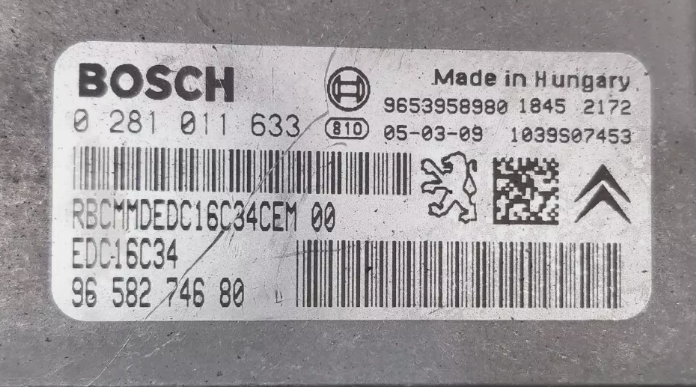 BOSCH
Made in Hungary
9653958980 1845 2172
0 281 011 633
810
05-03-09 1039S07453
RBCMMDEDC16C34CEM 00
EDC16C34
96 582 746 80